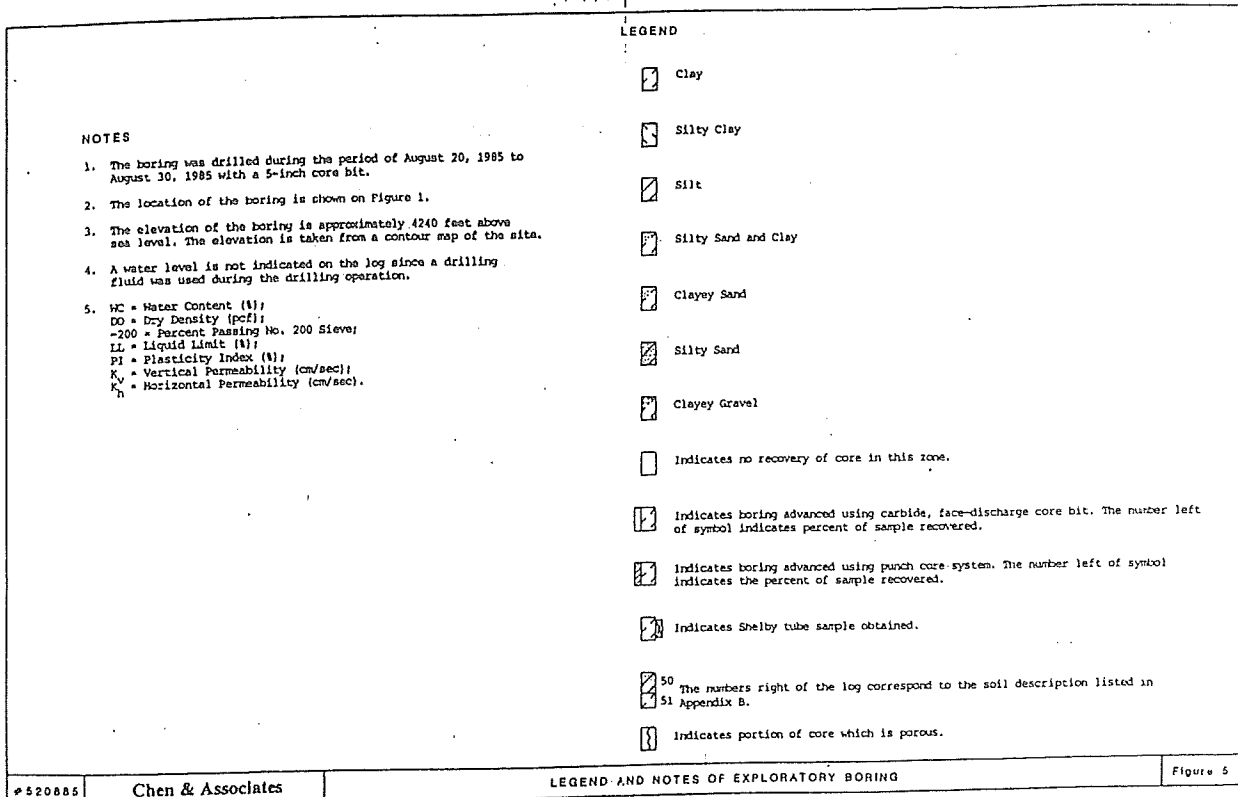 LEGEND
Clay
Silty Clay
Silt
Silty Sand and Clay
Clayey Sand
Silty Sand
Clayey Gravel
Indicates no recovery of core in this zone.
Indicates boring advanced using carbide, face-discharge core bit. The number left
of symbol indicates percent of sample recovered.
Indicates boring advanced using punch core system. The number left of symbol
indicates the percent of sample recovered.
Indicates Shelby tube sample obtained.
50
51
The numbers right of the log correspond to the soil description listed in
Appendix B.
Indicates portion of core which is porous.
NOTES
1. The boring was drilled during the period of August 20, 1985 to
August 30, 1985 with a 5-inch core bit.
2. The location of the boring is shown on Figure 1.
3. The elevation of the boring is approximately 4240 feet above
sea level. The elevation is taken from a contour map of the site.
4. A water level is not indicated on the log since a drilling
fluid was used during the drilling operation.
5. WC = Water Content (%);
DD = Dry Density (pcf);
-200 = Percent Passing No. 200 Sieve;
LL = Liquid Limit (%);
PI = Plasticity Index (%);
Kv = Vertical Permeability (cm/sec);
Kh = Horizontal Permeability (cm/sec).
#520885
Chen & Associates
LEGEND AND NOTES OF EXPLORATORY BORING
Figure 5